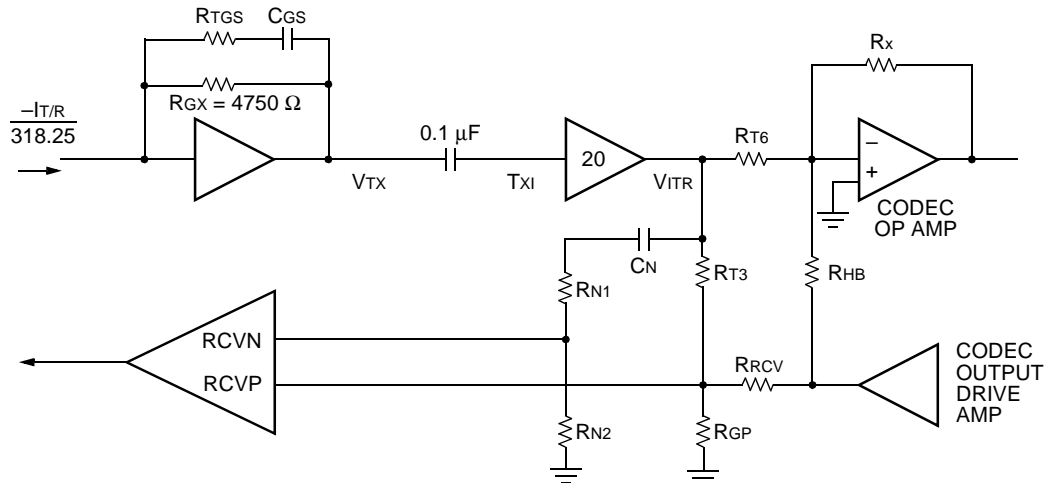 RTGS
CGS
RGX = 4750 Ω
–IT/R
318.25
VTX
0.1 µF
TXI
20
VITR
RT6
Rx
–
+
CODEC
OP AMP
CN
RN1
RT3
RHB
RCVN
RCVP
RRCV
CODEC
OUTPUT
DRIVE
AMP
RN2
RGP